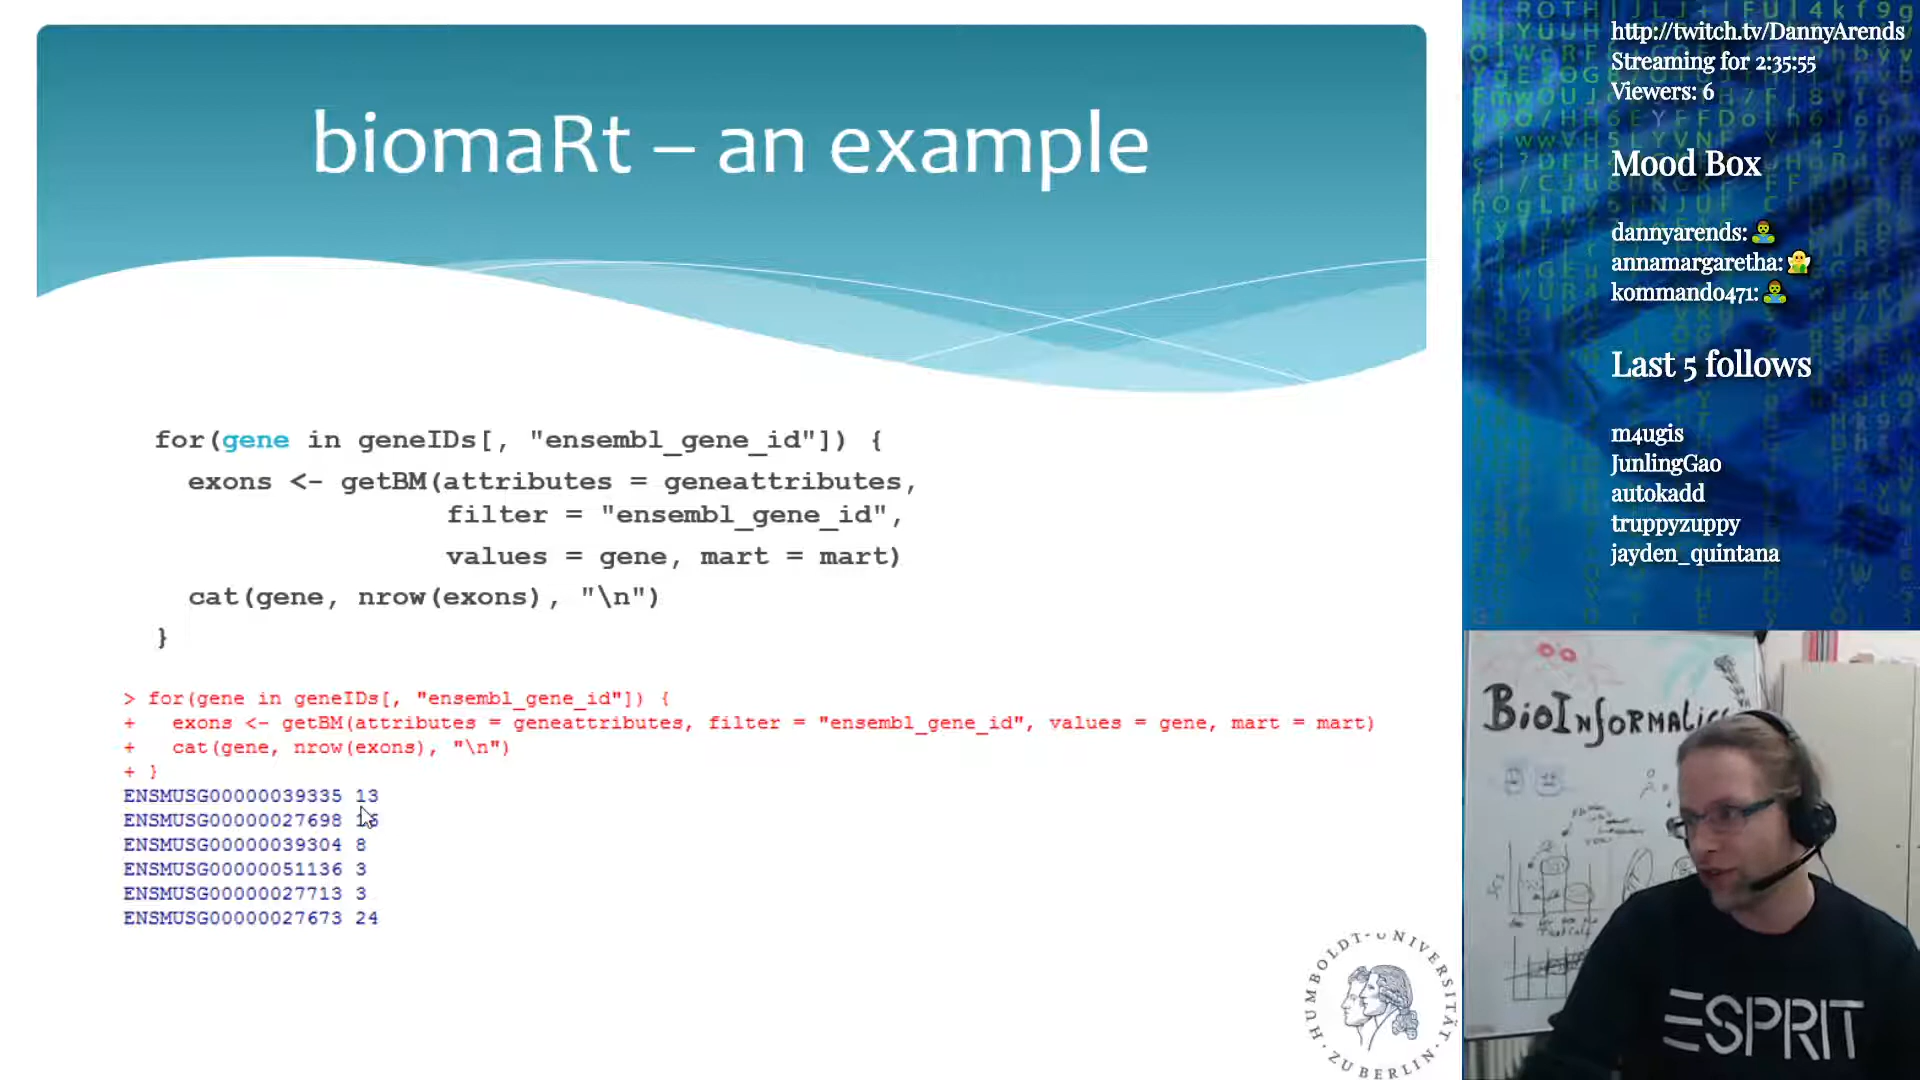 biomaRt – an example
for(gene in geneIDs[, "ensembl_gene_id"]) {
exons <- getBM(attributes = geneattributes,
filter = "ensembl_gene_id",
values = gene, mart = mart)
cat(gene, nrow(exons), "\n")
}
> for(gene in geneIDs[, "ensembl_gene_id"]) {
+ exons <- getBM(attributes = geneattributes, filter = "ensembl_gene_id", values = gene, mart = mart)
+ cat(gene, nrow(exons), "\n")
+ }
ENSMUSG00000039335 13
ENSMUSG00000027698 16
ENSMUSG00000039304 8
ENSMUSG00000051136 3
ENSMUSG00000027713 3
ENSMUSG00000027673 24
HUMBOLDT-UNIVERSITÄT
ZU BERLIN
http://twitch.tv/DannyArends
Streaming for 2:35:55
Viewers: 6
Mood Box
dannyarends:
annamargaretha:
kommando471:
Last 5 follows
m4ugis
JunlingGao
autokadd
truppyzuppy
jayden_quintana
BioInformatics
ESPRIT